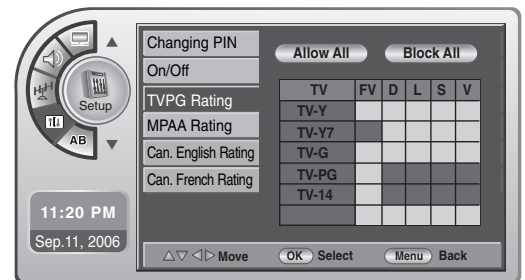 Setup
AB
11:20 PM
Sep.11, 2006
Changing PIN
On/Off
TVPG Rating
MPAA Rating
Can. English Rating
Can. French Rating
Allow All
Block All
TV FV D L S V
TV-Y
TV-Y7
TV-G
TV-PG
TV-14
△▽ ◁▷ Move
OK Select
Menu Back